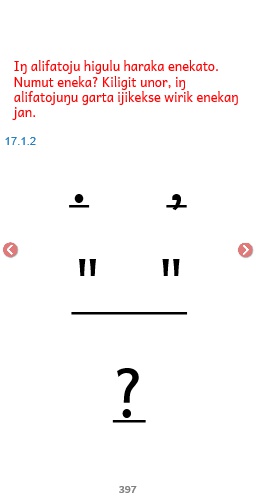 Iŋ alifatoju higulu haraka enekato.
Numut eneka? Kiligit unor, iŋ
alifatojuŋu garta ijikekse wirik enekaŋ
jan.
17.1.2
. ,
" "
?
397